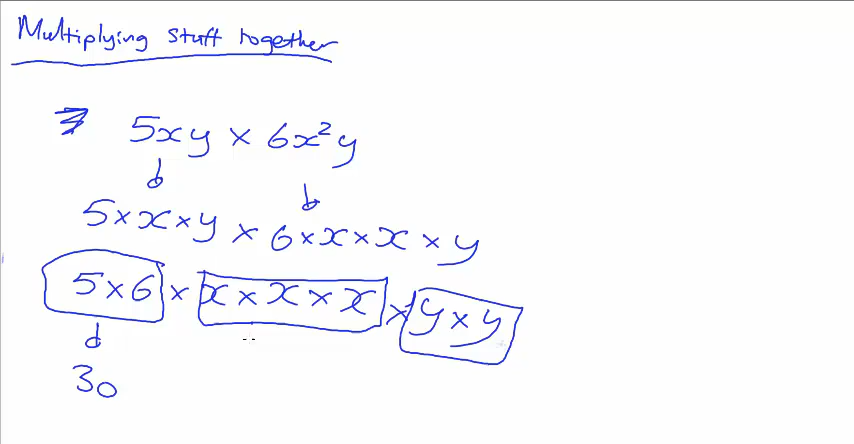 Multiplying stuff together
5xy × 6x²y
5×x×y × 6×x×x×y
5×6 × x×x×x × y×y
30